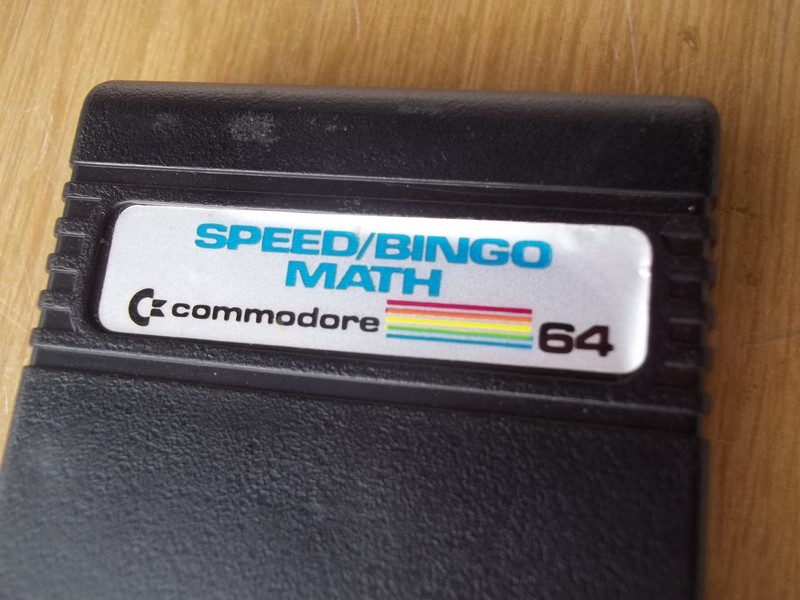 SPEED/BINGO
MATH
commodore 64